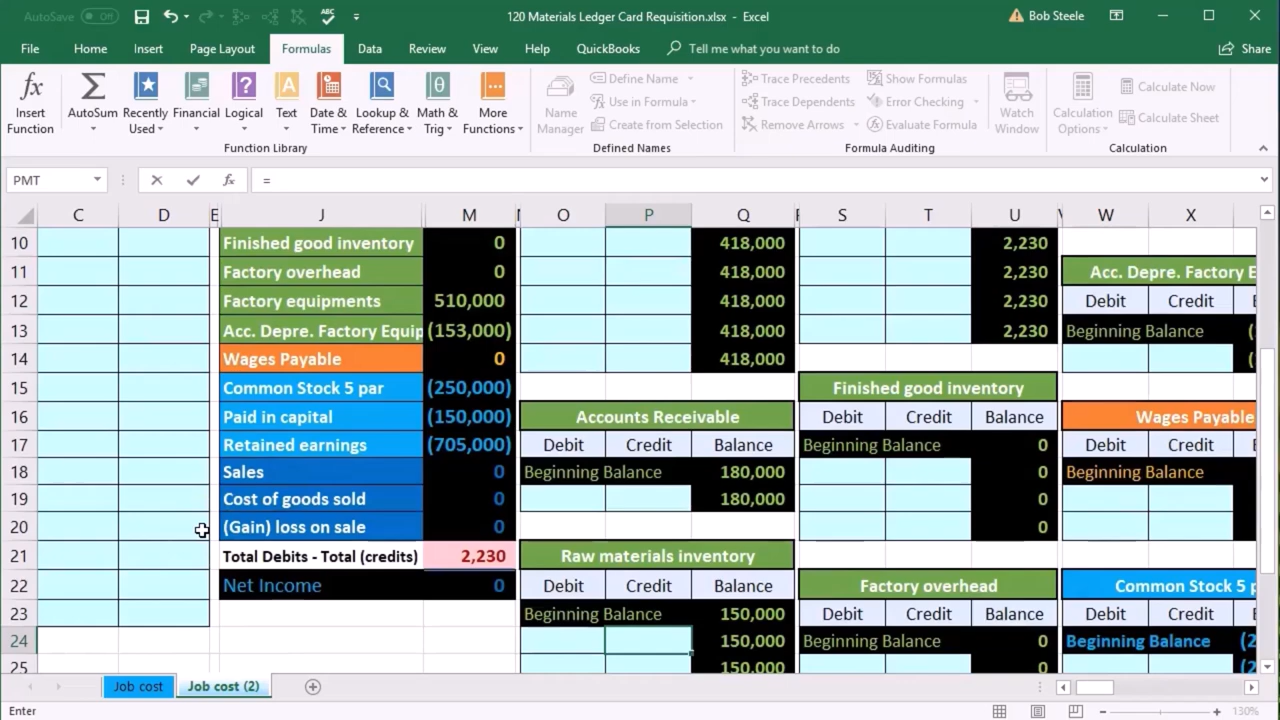 AutoSave Off 120 Materials Ledger Card Requisition.xlsx - Excel Bob Steele
File Home Insert Page Layout Formulas Data Review View Help QuickBooks Tell me what you want to do Share
Insert Function AutoSum Recently Used Financial Logical Text Date & Time Lookup & Reference Math & Trig More Functions
Function Library
Name Manager Define Name Use in Formula Create from Selection
Defined Names
Trace Precedents Show Formulas
Trace Dependents Error Checking
Remove Arrows Evaluate Formula
Watch Window
Formula Auditing
Calculation Options Calculate Now Calculate Sheet
Calculation
PMT fx =
C D E J M O P Q S T U W X
10 Finished good inventory 0 418,000 2,230
11 Factory overhead 0 418,000 2,230 Acc. Depre. Factory E
12 Factory equipments 510,000 418,000 2,230 Debit Credit
13 Acc. Depre. Factory Equip (153,000) 418,000 2,230 Beginning Balance
14 Wages Payable 0 418,000
15 Common Stock 5 par (250,000) Finished good inventory
16 Paid in capital (150,000) Accounts Receivable Debit Credit Balance Wages Payable
17 Retained earnings (705,000) Debit Credit Balance Beginning Balance 0 Debit Credit
18 Sales 0 Beginning Balance 180,000 0 Beginning Balance
19 Cost of goods sold 0 180,000 0
20 (Gain) loss on sale 0 0
21 Total Debits - Total (credits) 2,230 Raw materials inventory
22 Net Income 0 Debit Credit Balance Factory overhead Common Stock 5 p
23 Beginning Balance 150,000 Debit Credit Balance Debit Credit
24 150,000 Beginning Balance 0 Beginning Balance (2
25 150,000 0 (2
Job cost Job cost (2)
Enter 130%